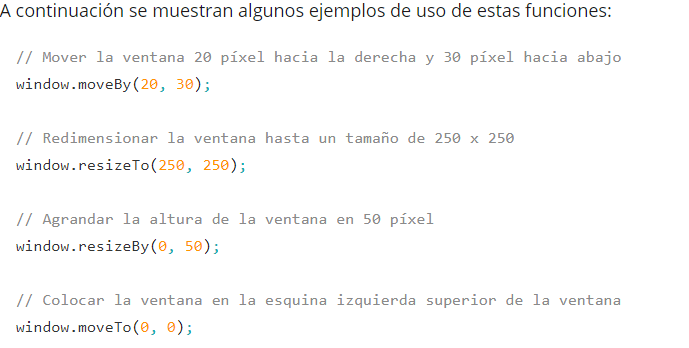 A continuación se muestran algunos ejemplos de uso de estas funciones:
// Mover la ventana 20 píxel hacia la derecha y 30 píxel hacia abajo
window.moveBy(20, 30);
// Redimensionar la ventana hasta un tamaño de 250 x 250
window.resizeTo(250, 250);
// Agrandar la altura de la ventana en 50 píxel
window.resizeBy(0, 50);
// Colocar la ventana en la esquina izquierda superior de la ventana
window.moveTo(0, 0);